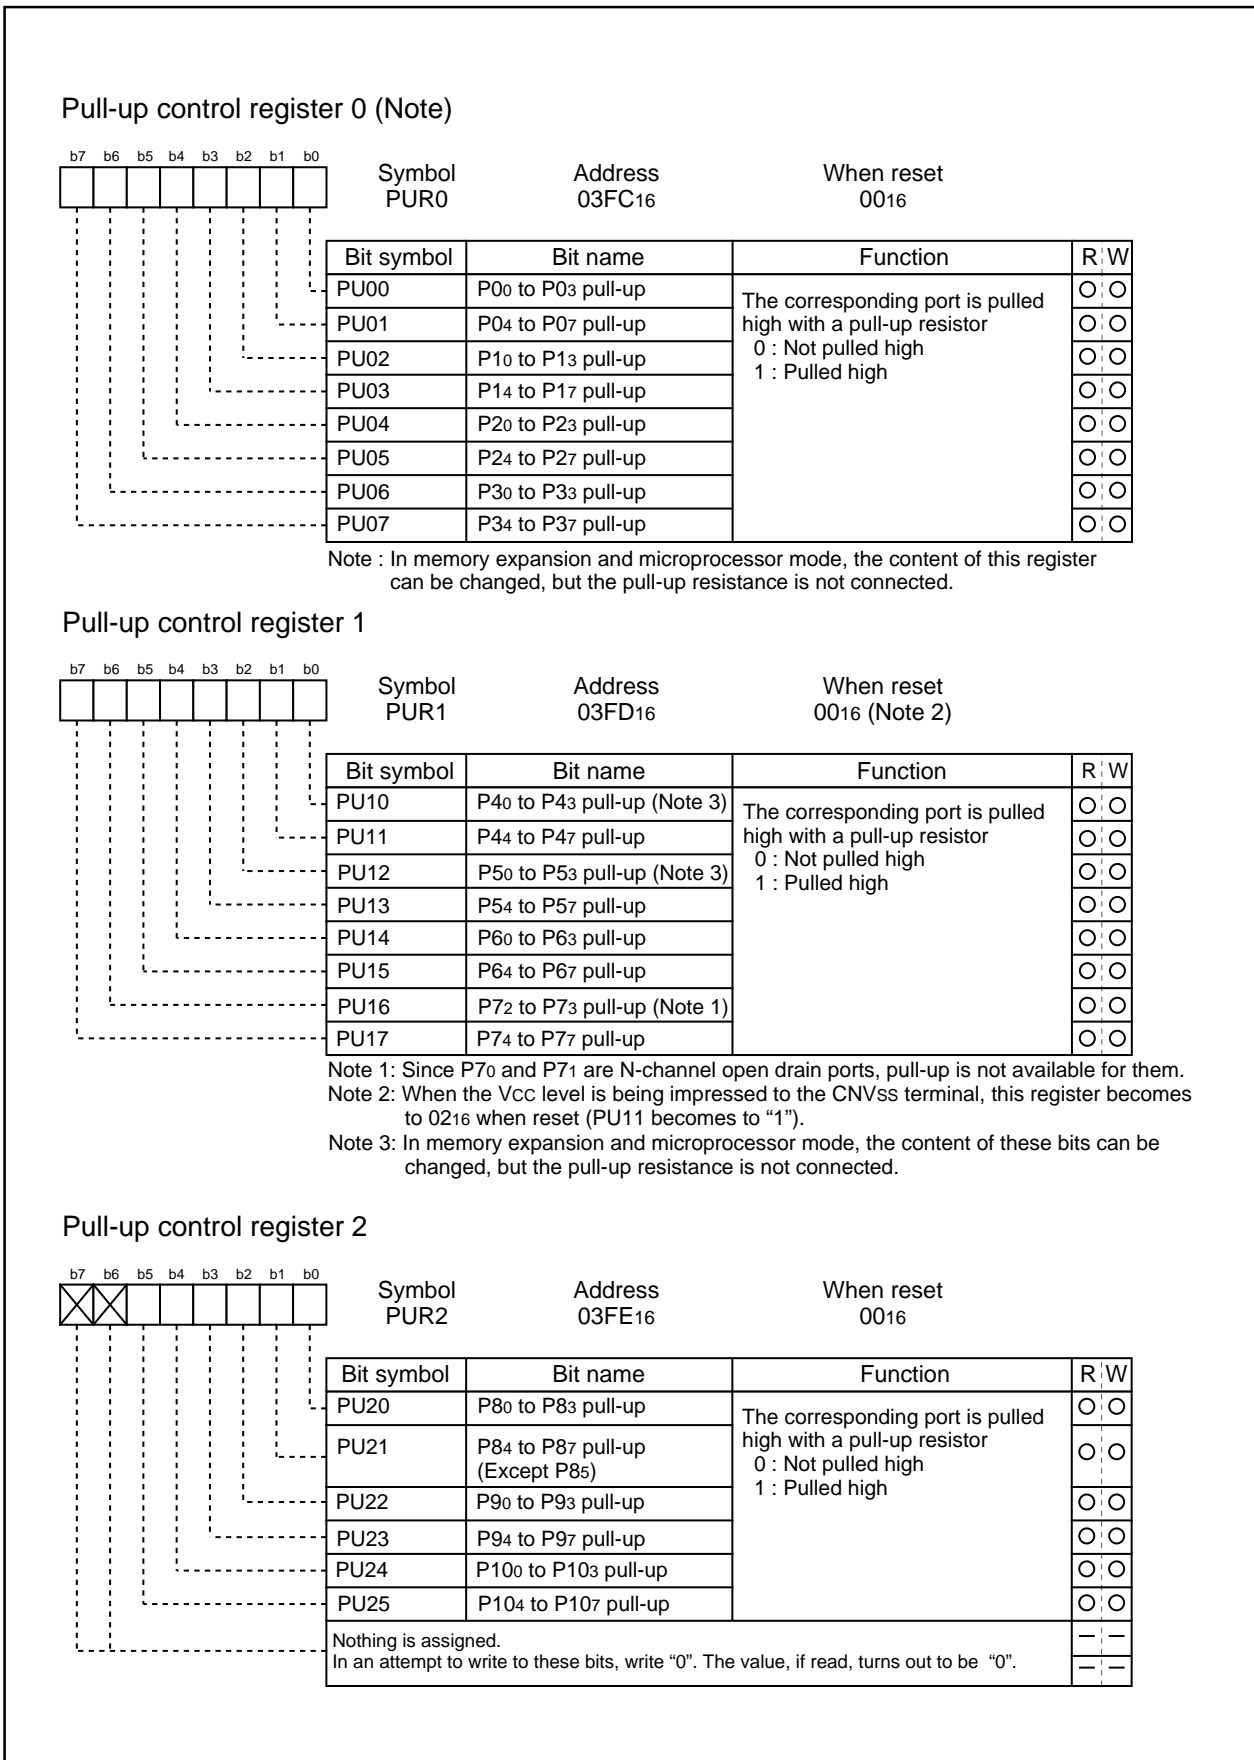 Pull-up control register 0 (Note)
b7 b6 b5 b4 b3 b2 b1 b0
Symbol Address When reset
PUR0 03FC16 0016
Bit symbol Bit name Function R W
PU00 P00 to P03 pull-up The corresponding port is pulled
PU01 P04 to P07 pull-up high with a pull-up resistor
PU02 P10 to P13 pull-up 0 : Not pulled high
PU03 P14 to P17 pull-up 1 : Pulled high
PU04 P20 to P23 pull-up
PU05 P24 to P27 pull-up
PU06 P30 to P33 pull-up
PU07 P34 to P37 pull-up
Note : In memory expansion and microprocessor mode, the content of this register
can be changed, but the pull-up resistance is not connected.
Pull-up control register 1
b7 b6 b5 b4 b3 b2 b1 b0
Symbol Address When reset
PUR1 03FD16 0016 (Note 2)
Bit symbol Bit name Function R W
PU10 P40 to P43 pull-up (Note 3) The corresponding port is pulled
PU11 P44 to P47 pull-up high with a pull-up resistor
PU12 P50 to P53 pull-up (Note 3) 0 : Not pulled high
PU13 P54 to P57 pull-up 1 : Pulled high
PU14 P60 to P63 pull-up
PU15 P64 to P67 pull-up
PU16 P72 to P73 pull-up (Note 1)
PU17 P74 to P77 pull-up
Note 1: Since P70 and P71 are N-channel open drain ports, pull-up is not available for them.
Note 2: When the VCC level is being impressed to the CNVSS terminal, this register becomes
to 0216 when reset (PU11 becomes to “1”).
Note 3: In memory expansion and microprocessor mode, the content of these bits can be
changed, but the pull-up resistance is not connected.
Pull-up control register 2
b7 b6 b5 b4 b3 b2 b1 b0
Symbol Address When reset
PUR2 03FE16 0016
Bit symbol Bit name Function R W
PU20 P80 to P83 pull-up The corresponding port is pulled
PU21 P84 to P87 pull-up high with a pull-up resistor
(Except P85) 0 : Not pulled high
PU22 P90 to P93 pull-up 1 : Pulled high
PU23 P94 to P97 pull-up
PU24 P100 to P103 pull-up
PU25 P104 to P107 pull-up
Nothing is assigned.
In an attempt to write to these bits, write “0”. The value, if read, turns out to be “0”.